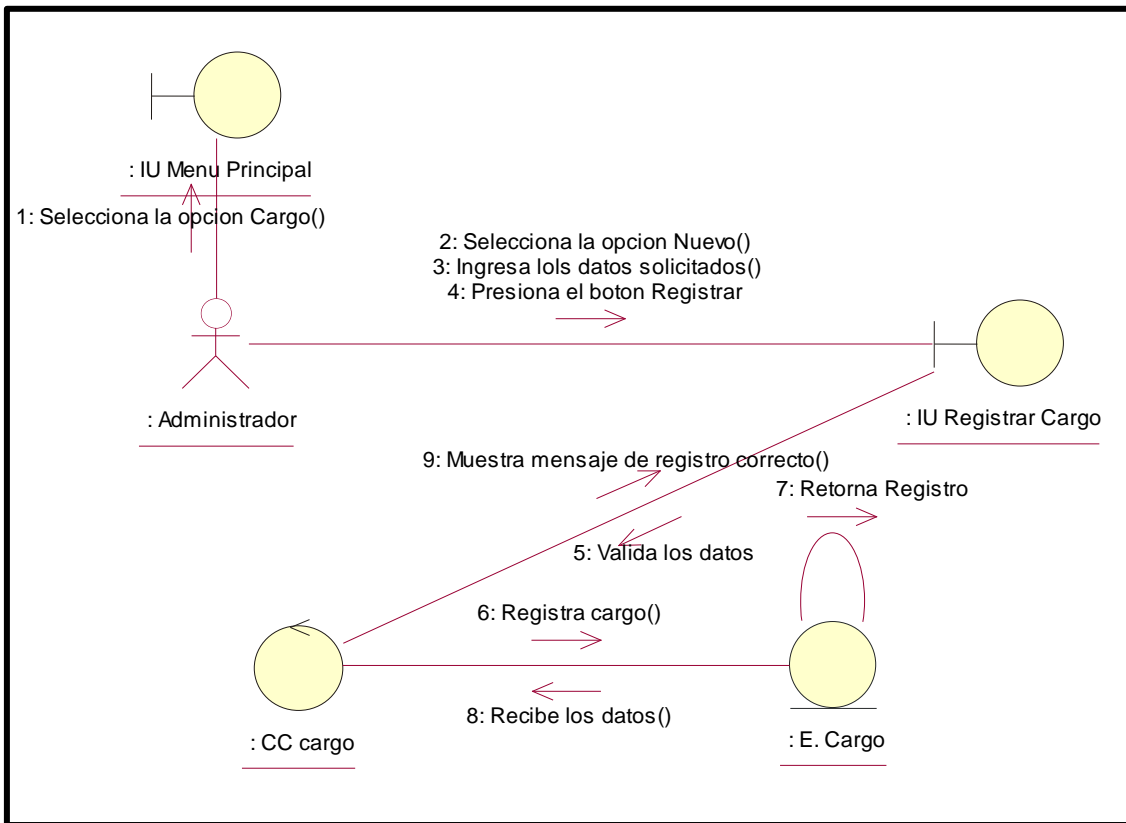 : IU Menu Principal
1: Selecciona la opcion Cargo()
2: Selecciona la opcion Nuevo()
3: Ingresa lols datos solicitados()
4: Presiona el boton Registrar
: Administrador
: IU Registrar Cargo
9: Muestra mensaje de registro correcto()
7: Retorna Registro
5: Valida los datos
6: Registra cargo()
8: Recibe los datos()
: CC cargo
: E. Cargo